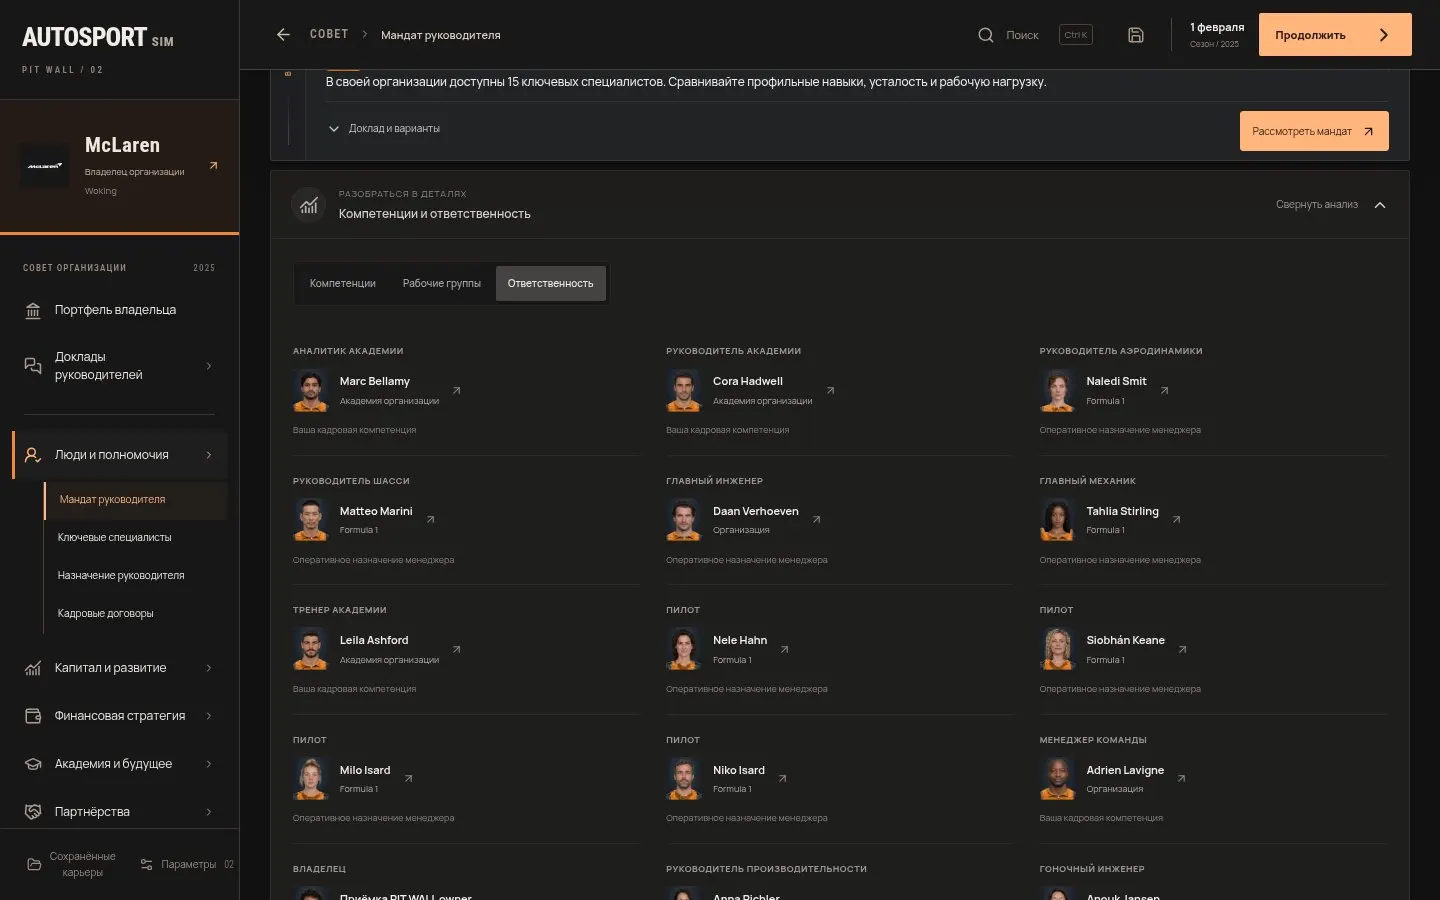 AUTOSPORT SIM
PIT WALL / 02
McLaren
McLaren
Владелец организации
Woking
СОВЕТ ОРГАНИЗАЦИИ 2025
Портфель владельца
Доклады
руководителей
Люди и полномочия
Мандат руководителя
Ключевые специалисты
Назначение руководителя
Кадровые договоры
Капитал и развитие
Финансовая стратегия
Академия и будущее
Партнёрства
Сохранённые
карьеры
Параметры 02
СОВЕТ Мандат руководителя
Поиск Ctrl K
1 февраля
Сезон / 2025
Продолжить
В своей организации доступны 15 ключевых специалистов. Сравнивайте профильные навыки, усталость и рабочую нагрузку.
Доклад и варианты
Рассмотреть мандат
РАЗОБРАТЬСЯ В ДЕТАЛЯХ
Компетенции и ответственность
Свернуть анализ
Компетенции Рабочие группы Ответственность
АНАЛИТИК АКАДЕМИИ
Marc Bellamy
Академия организации
Ваша кадровая компетенция
РУКОВОДИТЕЛЬ АКАДЕМИИ
Cora Hadwell
Академия организации
Ваша кадровая компетенция
РУКОВОДИТЕЛЬ АЭРОДИНАМИКИ
Naledi Smit
Formula 1
Оперативное назначение менеджера
РУКОВОДИТЕЛЬ ШАССИ
Matteo Marini
Formula 1
Оперативное назначение менеджера
ГЛАВНЫЙ ИНЖЕНЕР
Daan Verhoeven
Организация
Оперативное назначение менеджера
ГЛАВНЫЙ МЕХАНИК
Tahlia Stirling
Formula 1
Оперативное назначение менеджера
ТРЕНЕР АКАДЕМИИ
Leila Ashford
Академия организации
Ваша кадровая компетенция
ПИЛОТ
Nele Hahn
Formula 1
Оперативное назначение менеджера
ПИЛОТ
Siobhán Keane
Formula 1
Оперативное назначение менеджера
ПИЛОТ
Milo Isard
Formula 1
Оперативное назначение менеджера
ПИЛОТ
Niko Isard
Formula 1
Оперативное назначение менеджера
МЕНЕДЖЕР КОМАНДЫ
Adrien Lavigne
Организация
Ваша кадровая компетенция
ВЛАДЕЛЕЦ
Приёмка PIT WALL owner
РУКОВОДИТЕЛЬ ПРОИЗВОДИТЕЛЬНОСТИ
Anna Richler
ГОНОЧНЫЙ ИНЖЕНЕР
Anouk Jansen